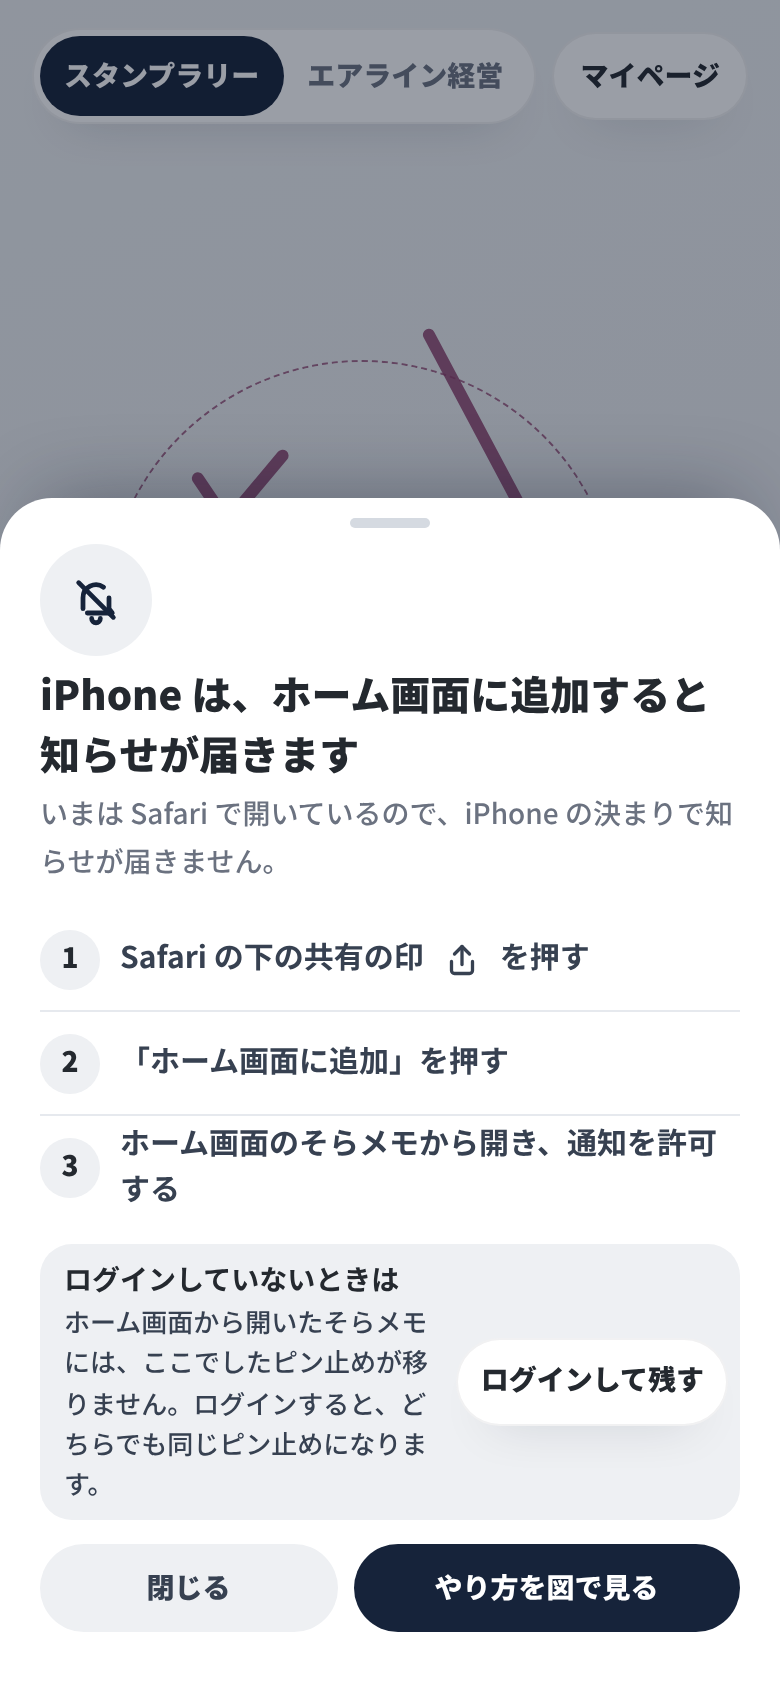 スタンプラリー エアライン経営 マイページ
iPhone は、ホーム画面に追加すると
知らせが届きます
いまは Safari で開いているので、iPhone の決まりで知
らせが届きません。
1 Safari の下の共有の印 を押す
2 「ホーム画面に追加」を押す
3 ホーム画面のそらメモから開き、通知を許可
する
ログインしていないときは
ホーム画面から開いたそらメモ
には、ここでしたピン止めが移
りません。ログインすると、ど
ちらでも同じピン止めになりま
す。
ログインして残す
閉じる やり方を図で見る